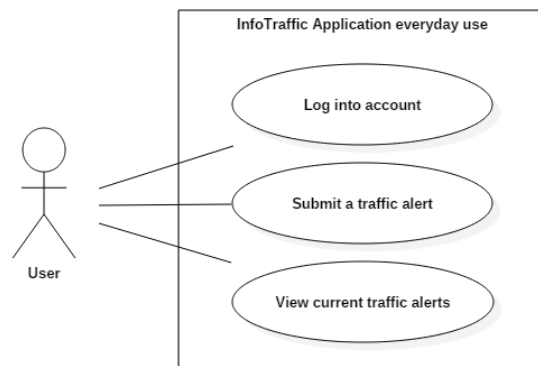 InfoTraffic Application everyday use
Log into account
Submit a traffic alert
User
View current traffic alerts